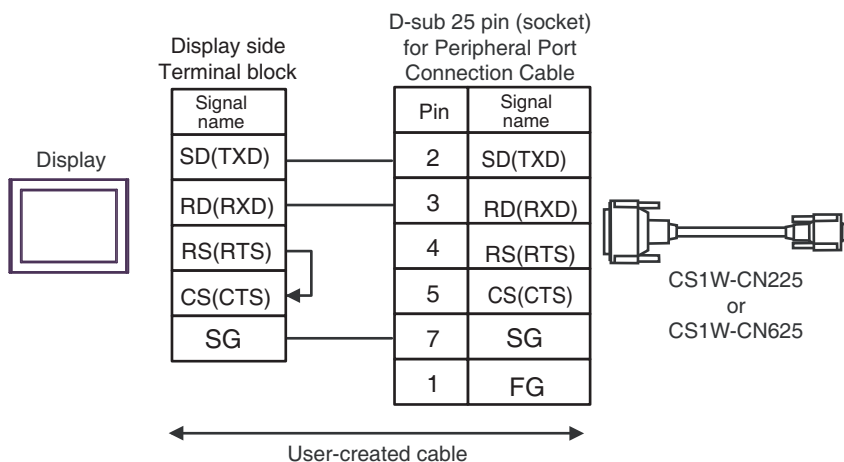 Display side
Terminal block
D-sub 25 pin (socket)
for Peripheral Port
Connection Cable
Signal
name
Pin
Signal
name
Display
SD(TXD)
2
SD(TXD)
RD(RXD)
3
RD(RXD)
RS(RTS)
4
RS(RTS)
CS(CTS)
5
CS(CTS)
SG
7
SG
1
FG
CS1W-CN225
or
CS1W-CN625
User-created cable